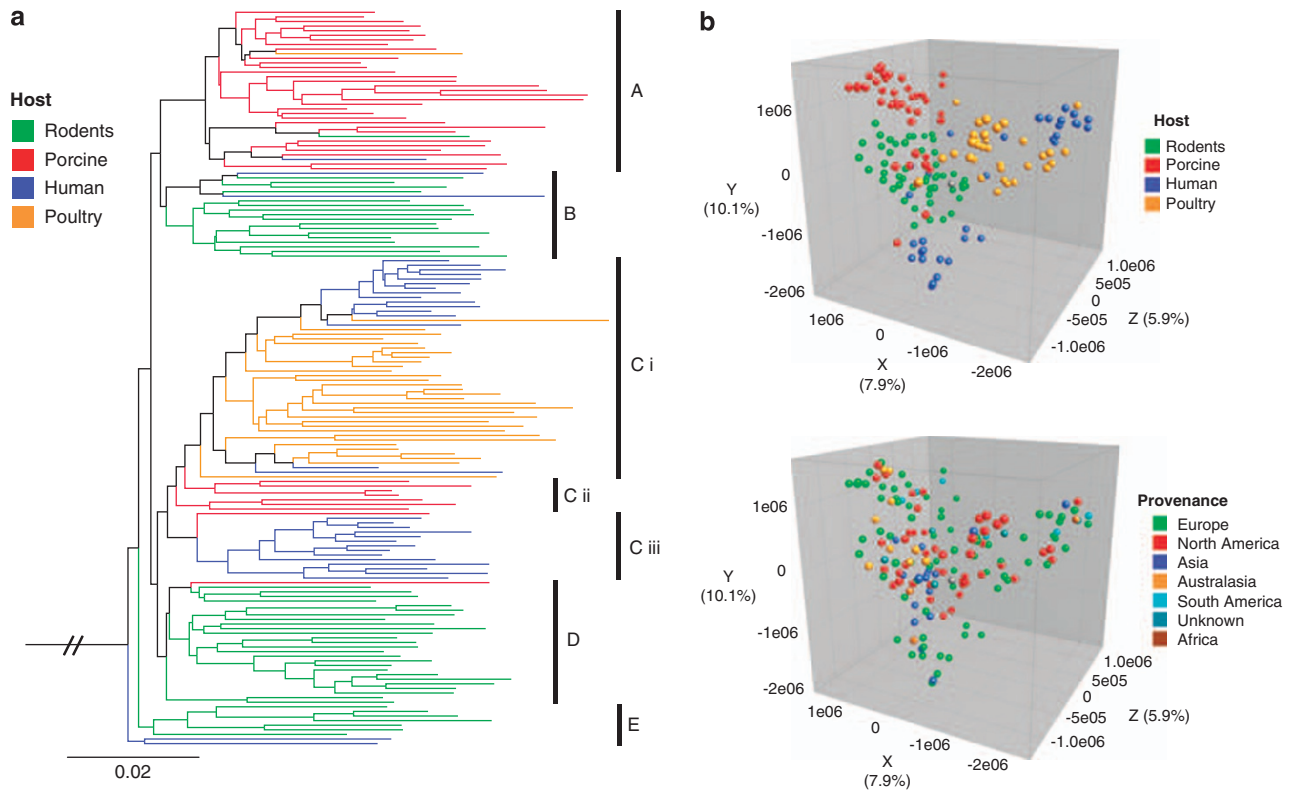 a
Host
Rodents
Porcine
Human
Poultry
A
B
C i
C ii
C iii
D
E
0.02
b
1e06
0
-1e06
-2e06
Y
(10.1%)
1e06
0
-1e06
-2e06
X
(7.9%)
1.0e06
5e05
0
-5e05
-1.0e06
Z (5.9%)
Host
Rodents
Porcine
Human
Poultry
1e06
0
-1e06
-2e06
Y
(10.1%)
1e06
0
-1e06
-2e06
X
(7.9%)
1.0e06
5e05
0
-5e05
-1.0e06
Z (5.9%)
Provenance
Europe
North America
Asia
Australasia
South America
Unknown
Africa